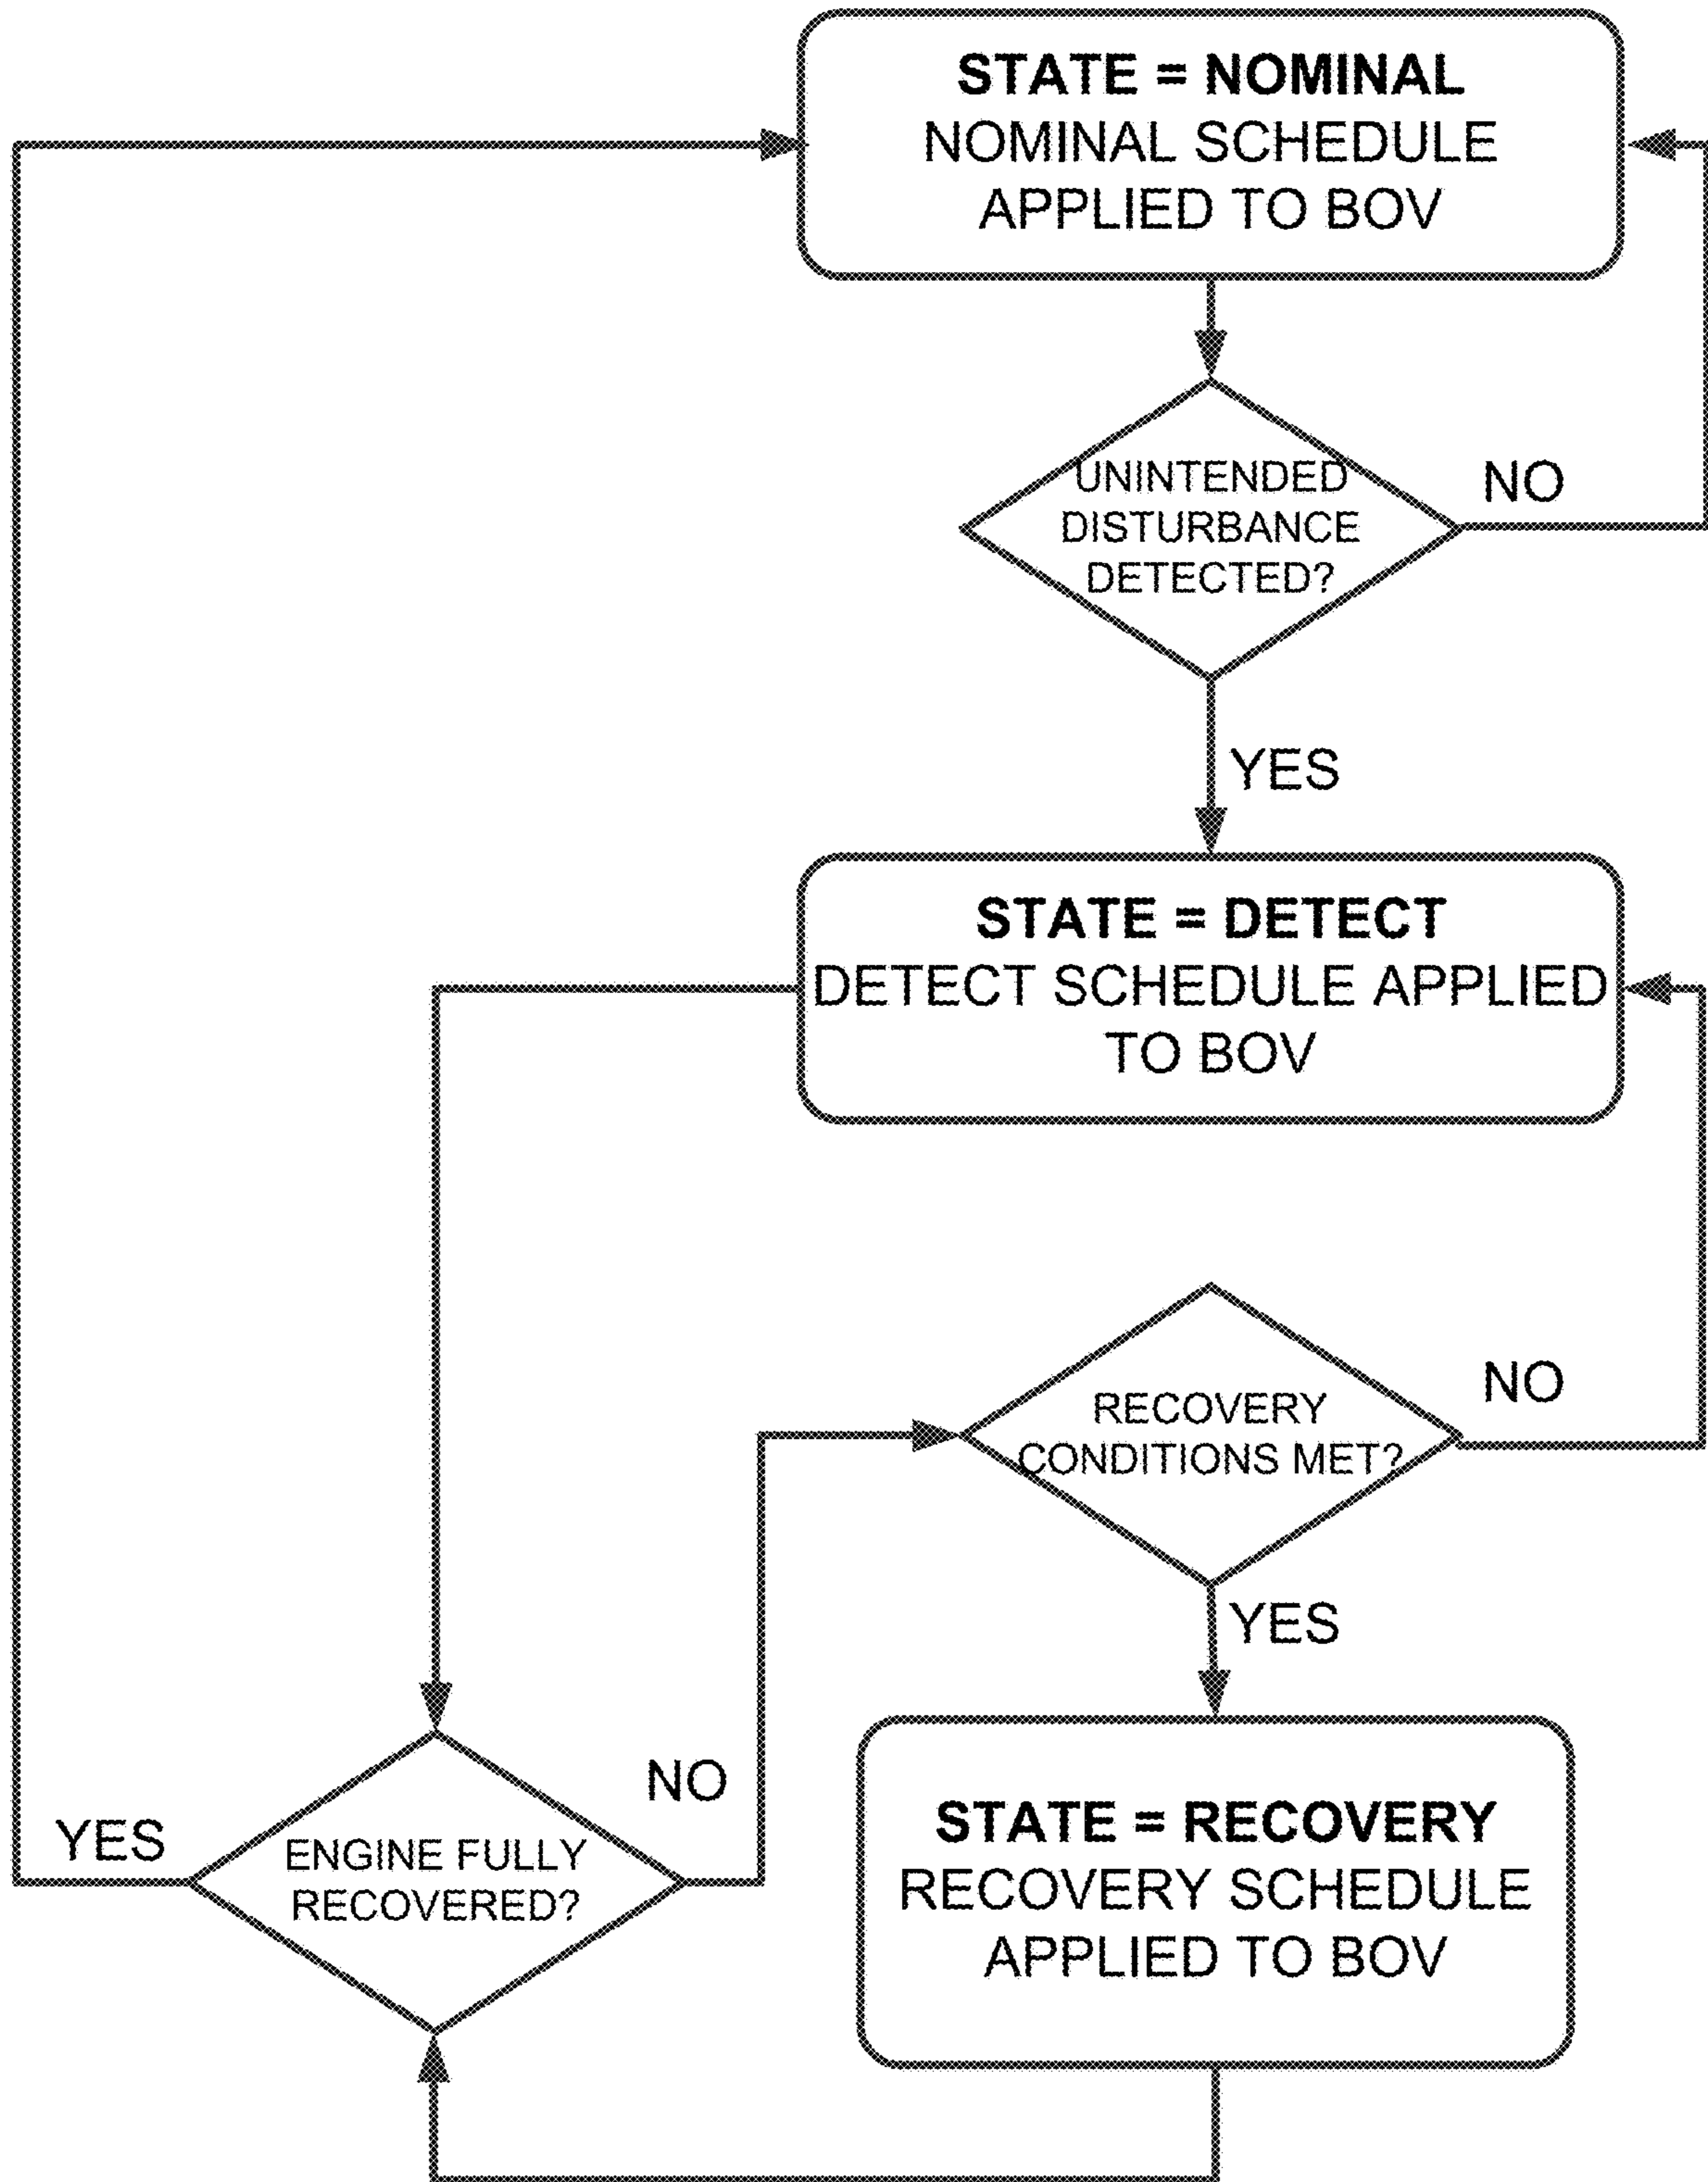 STATE = NOMINAL
NOMINAL SCHEDULE
APPLIED TO BOV
UNINTENDED
DISTURBANCE
DETECTED?
NO
YES
STATE = DETECT
DETECT SCHEDULE APPLIED
TO BOV
RECOVERY
CONDITIONS MET?
NO
YES
NO
YES
ENGINE FULLY
RECOVERED?
STATE = RECOVERY
RECOVERY SCHEDULE
APPLIED TO BOV